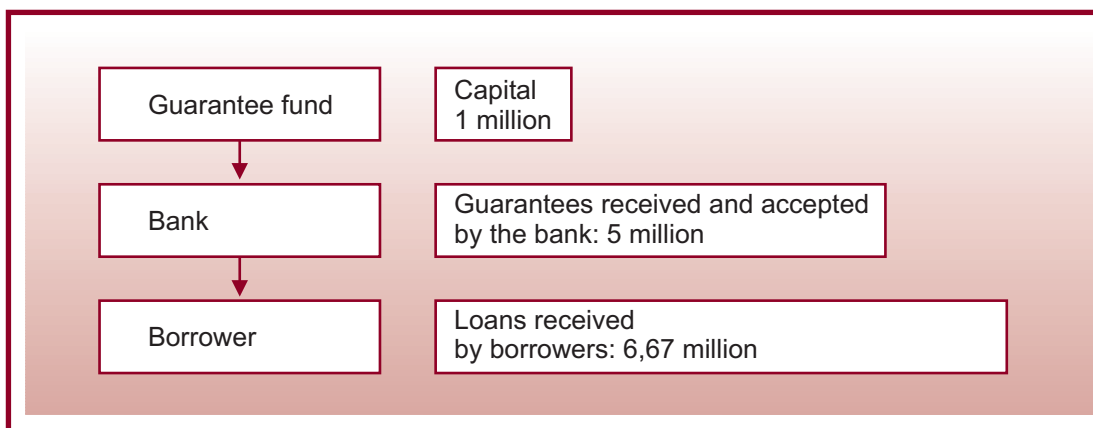 Guarantee fund
Capital
1 million
Bank
Guarantees received and accepted
by the bank: 5 million
Borrower
Loans received
by borrowers: 6,67 million